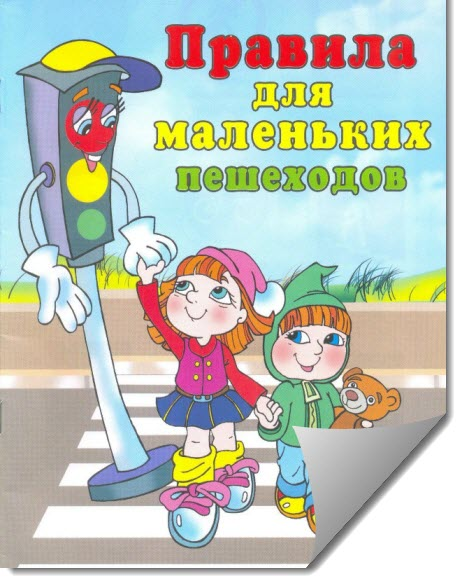 Правила
для
маленьких
пешеходов